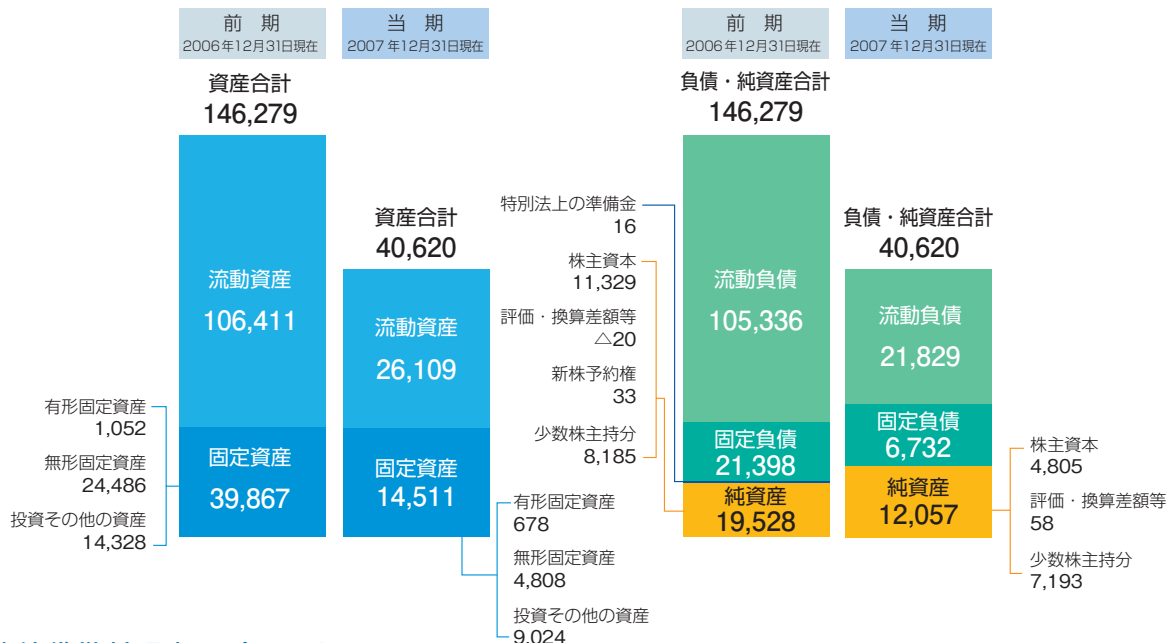 前 期
2006年12月31日現在
当 期
2007年12月31日現在
資産合計
146,279
流動資産
106,411
固定資産
39,867
有形固定資産
1,052
無形固定資産
24,486
投資その他の資産
14,328
資産合計
40,620
流動資産
26,109
固定資産
14,511
有形固定資産
678
無形固定資産
4,808
投資その他の資産
9,024
前 期
2006年12月31日現在
当 期
2007年12月31日現在
負債・純資産合計
146,279
流動負債
105,336
固定負債
21,398
純資産
19,528
特別法上の準備金
16
株主資本
11,329
評価・換算差額等
△20
新株予約権
33
少数株主持分
8,185
負債・純資産合計
40,620
流動負債
21,829
固定負債
6,732
純資産
12,057
株主資本
4,805
評価・換算差額等
58
少数株主持分
7,193